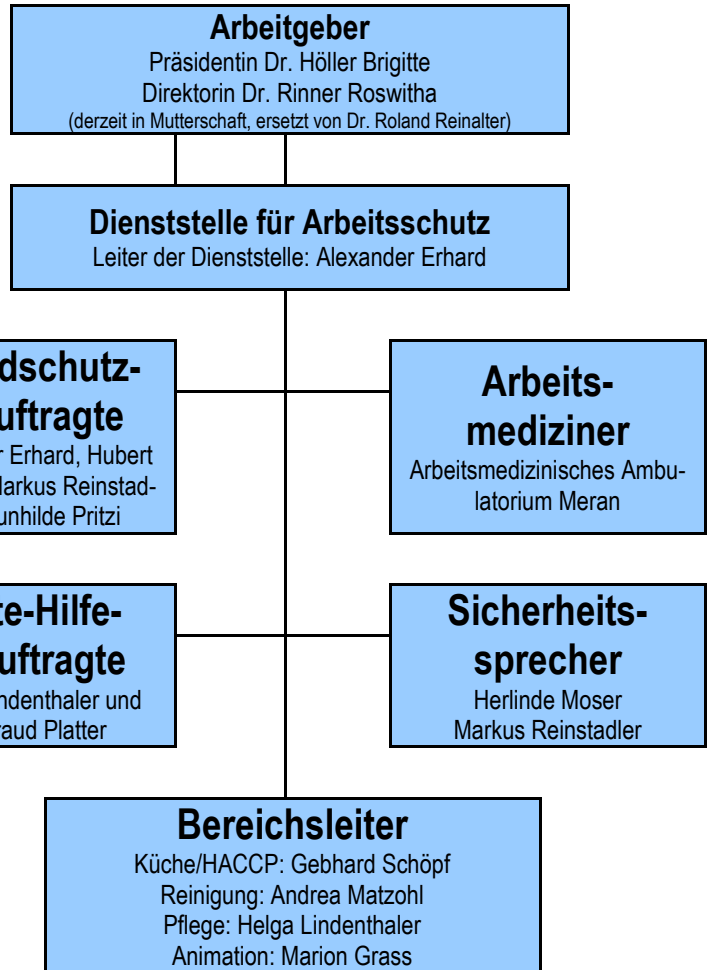 Arbeitgeber
Präsidentin Dr. Höller Brigitte
Direktorin Dr. Rinner Roswitha
(derzeit in Mutterschaft, ersetzt von Dr. Roland Reinalter)
Dienststelle für Arbeitsschutz
Leiter der Dienststelle: Alexander Erhard
dschutz-
uftragte
r Erhard, Hubert
Markus Reinstad-
unhilde Pritzi
Arbeits-
mediziner
Arbeitsmedizinisches Ambu-
latorium Meran
te-Hilfe-
uftragte
ndenthaler und
raud Platter
Sicherheits-
sprecher
Herlinde Moser
Markus Reinstadler
Bereichsleiter
Küche/HACCP: Gebhard Schöpf
Reinigung: Andrea Matzohl
Pflege: Helga Lindenthaler
Animation: Marion Grass